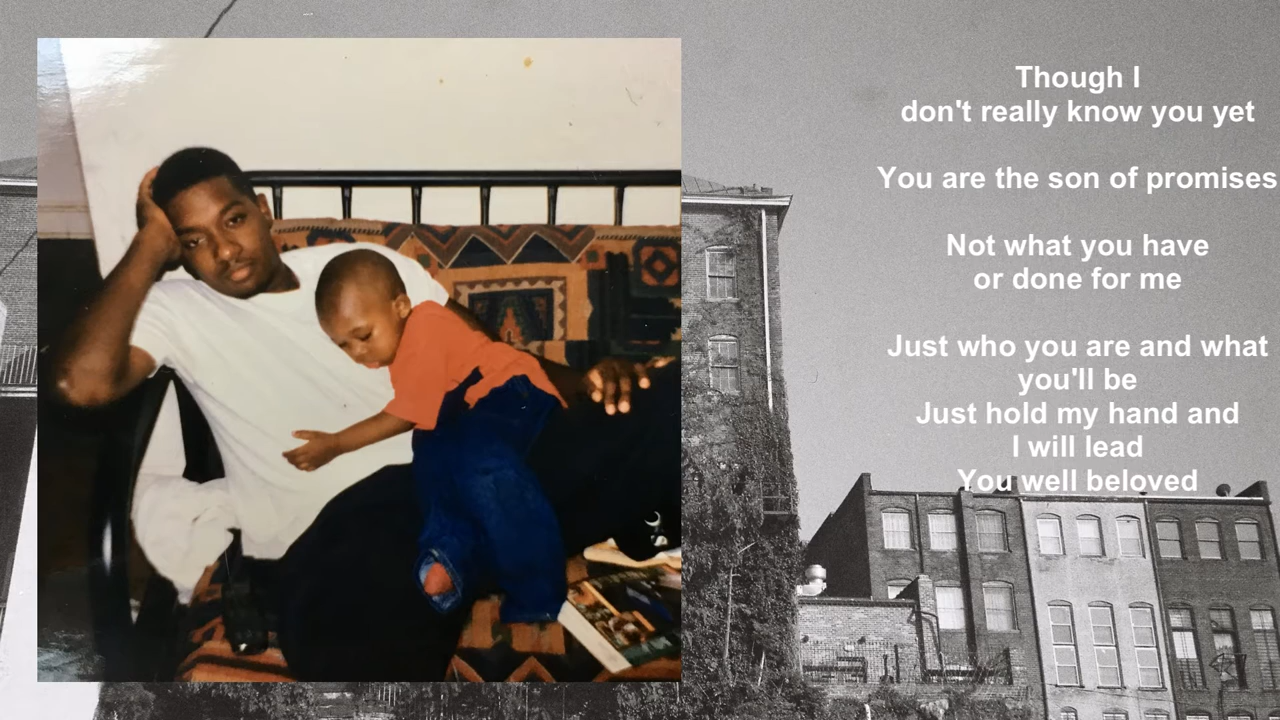 Though I
don't really know you yet
You are the son of promises
Not what you have
or done for me
Just who you are and what
you'll be
Just hold my hand and
I will lead
You well beloved